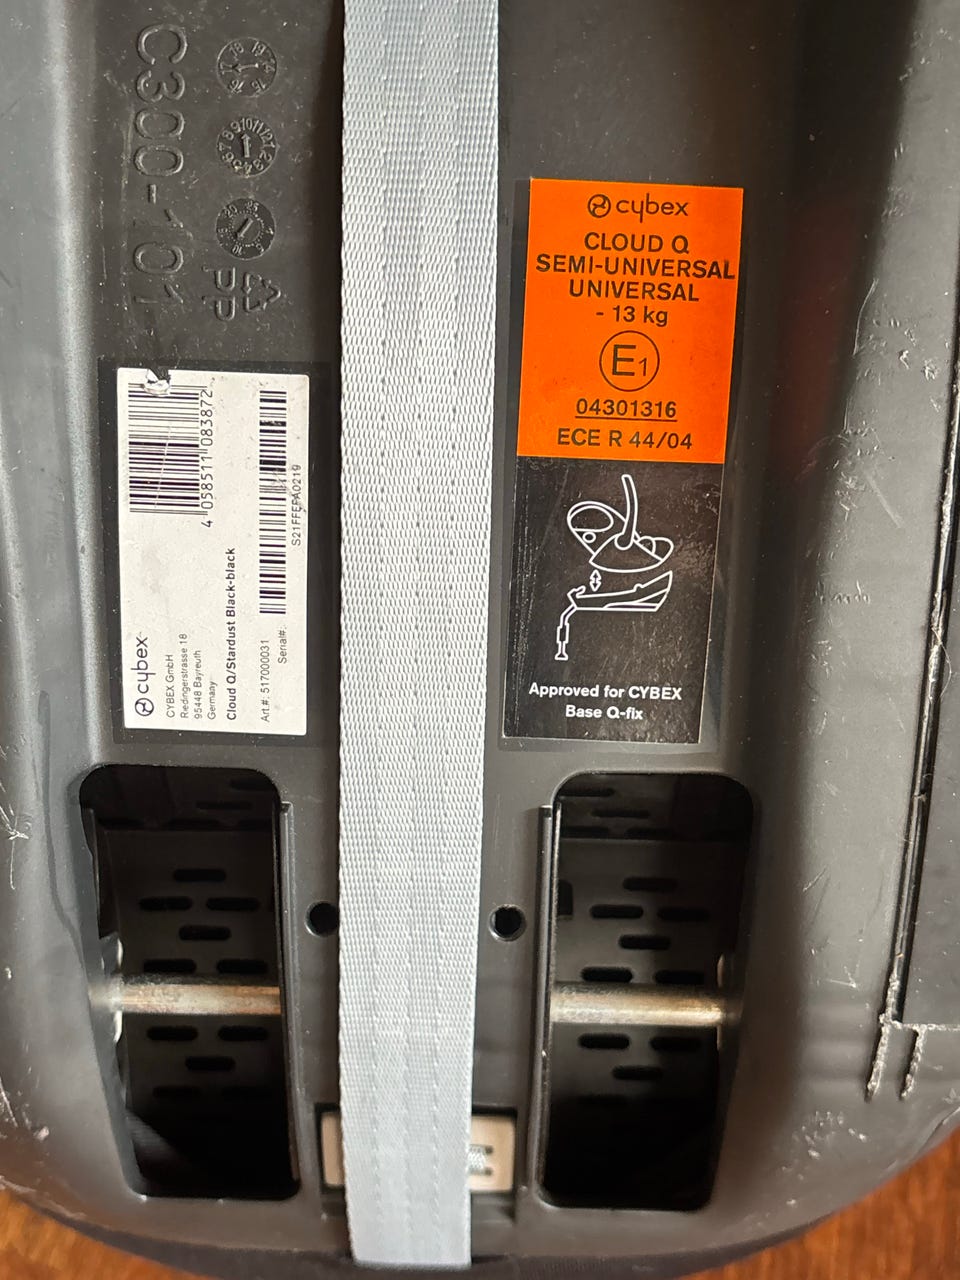 C300-101
PP
cybex
CLOUD Q
SEMI-UNIVERSAL
UNIVERSAL
- 13 kg
E1
04301316
ECE R 44/04
Approved for CYBEX
Base Q-fix
4 058511 083872
cybex
CYBEX GmbH
Riedingerstrasse 18
95448 Bayreuth
Germany
Cloud Q/Stardust Black-black
Art.#: 517000031
Serial#:
S21FFEFA0219